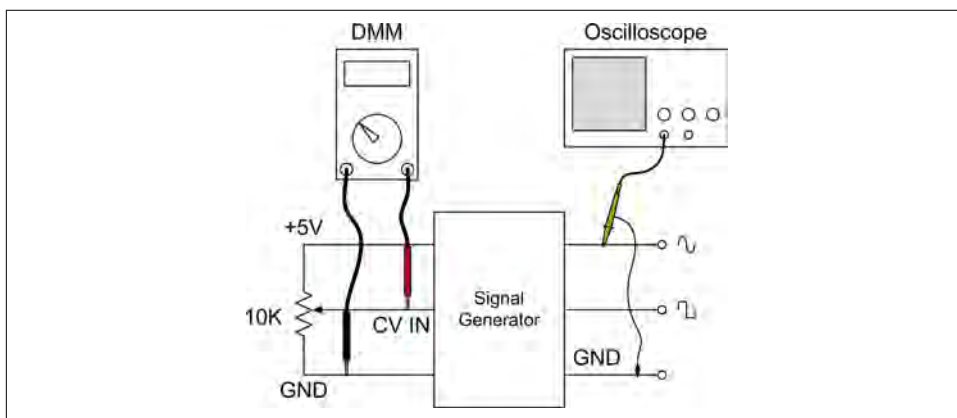 DMM
Oscilloscope
+5V
10K
CV IN
Signal
Generator
GND
GND